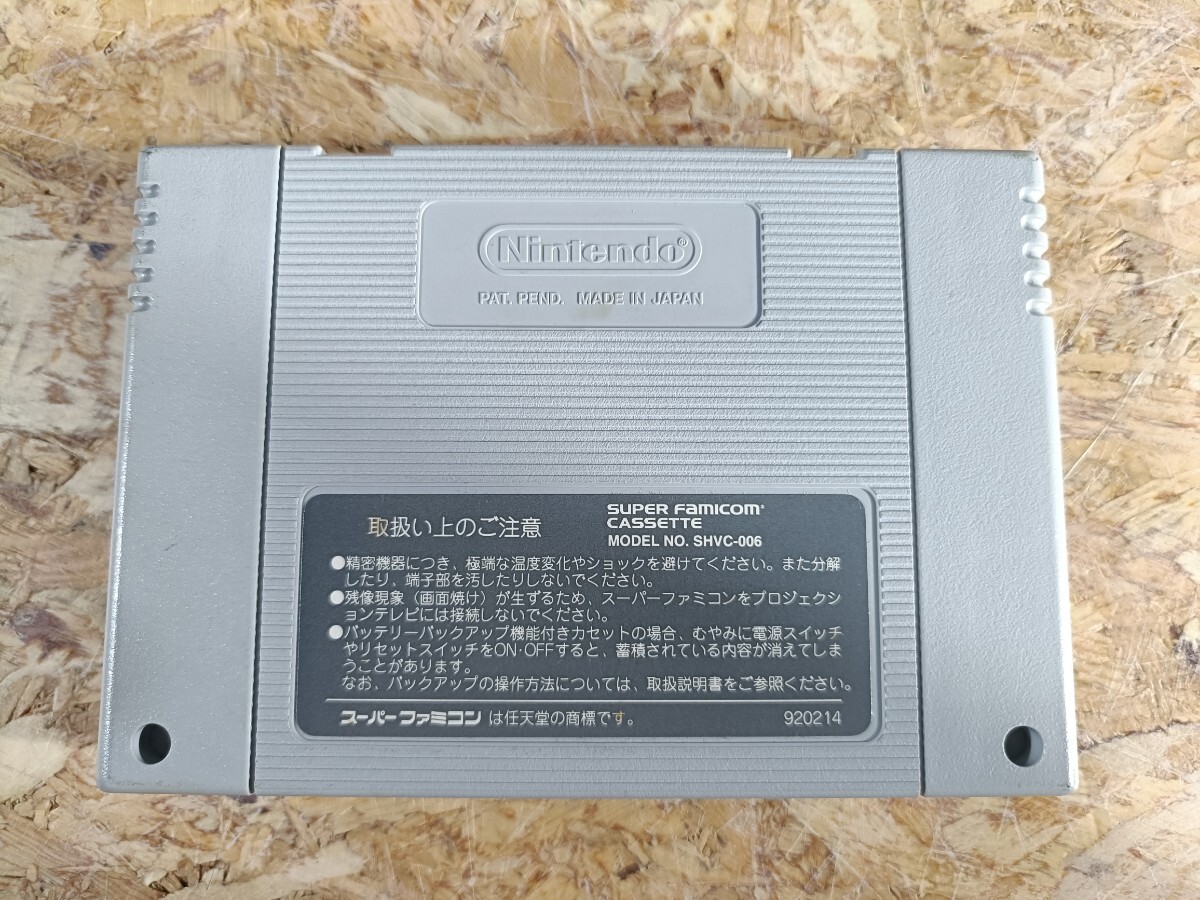 Nintendo®
PAT. PEND. MADE IN JAPAN
取扱い上のご注意
SUPER Famicom®
CASSETTE
MODEL NO. SHVC-006
●精密機器につき、極端な温度変化やショックを避けてください。また分解
したり、端子部を汚したりしないでください。
●残像現象（画面焼け）が生ずるため、スーパーファミコンをプロジェクシ
ョンテレビには接続しないでください。
●バッテリーバックアップ機能付きカセットの場合、むやみに電源スイッチ
やリセットスイッチをON・OFFすると、蓄積されている内容が消えてしま
うことがあります。
なお、バックアップの操作方法については、取扱説明書をご参照ください。
スーパーファミコンは任天堂の商標です。 920214